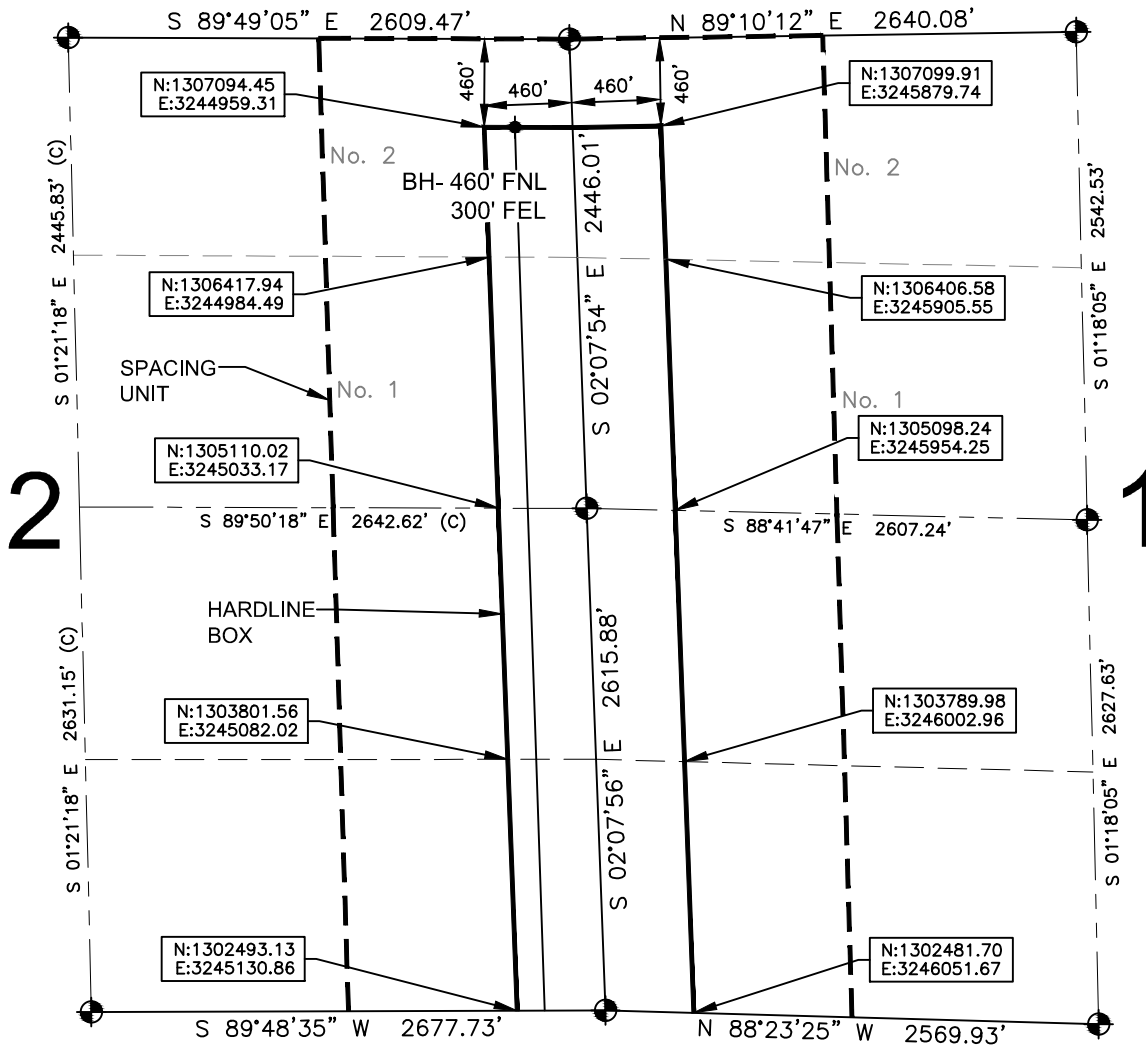 S 89°49'05" E 2609.47'
N 89°10'12" E 2640.08'
N:1307094.45
E:3244959.31
460'
460'
460'
460'
N:1307099.91
E:3245879.74
S 01°21'18" E 2445.83' (C)
No. 2
BH- 460' FNL
300' FEL
S 02°07'54" E 2446.01'
No. 2
S 01°18'05" E 2542.53'
N:1306417.94
E:3244984.49
N:1306406.58
E:3245905.55
SPACING
UNIT
No. 1
No. 1
N:1305110.02
E:3245033.17
N:1305098.24
E:3245954.25
2
1
S 89°50'18" E 2642.62' (C)
S 88°41'47" E 2607.24'
HARDLINE
BOX
S 01°21'18" E 2631.15' (C)
S 02°07'56" E 2615.88'
S 01°18'05" E 2627.63'
N:1303801.56
E:3245082.02
N:1303789.98
E:3246002.96
N:1302493.13
E:3245130.86
N:1302481.70
E:3246051.67
S 89°48'35" W 2677.73'
N 88°23'25" W 2569.93'